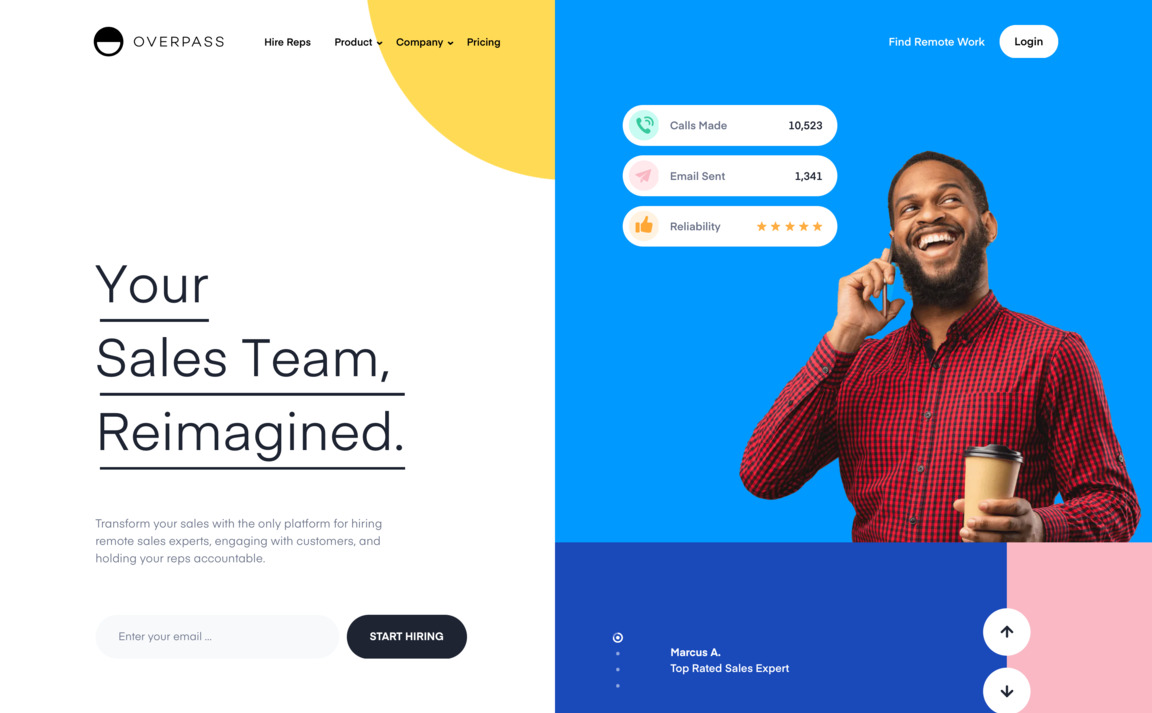 OVERPASS
Hire Reps
Product
Company
Pricing
Find Remote Work
Login
Calls Made 10,523
Email Sent 1,341
Reliability
Your
Sales Team,
Reimagined.
Transform your sales with the only platform for hiring
remote sales experts, engaging with customers, and
holding your reps accountable.
Enter your email ...
START HIRING
Marcus A.
Top Rated Sales Expert